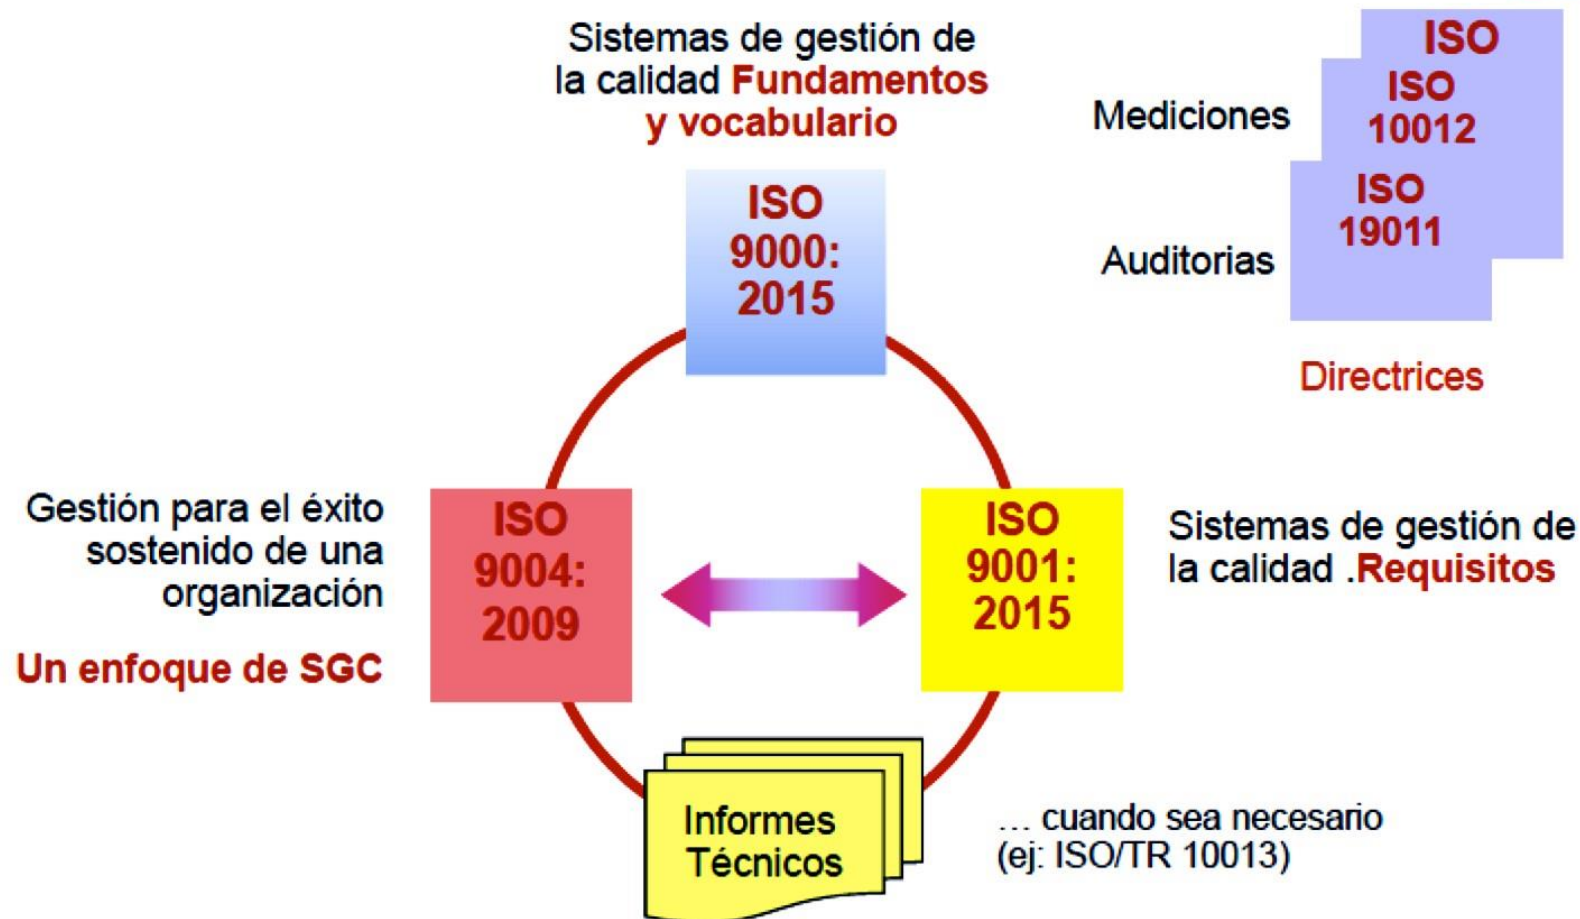 Sistemas de gestión de
la calidad Fundamentos
y vocabulario
ISO
9000:
2015
ISO
ISO
10012
Mediciones
ISO
19011
Auditorias
Directrices
Gestión para el éxito
sostenido de una
organización
Un enfoque de SGC
ISO
9004:
2009
ISO
9001:
2015
Sistemas de gestión de
la calidad .Requisitos
Informes
Técnicos
... cuando sea necesario
(ej: ISO/TR 10013)